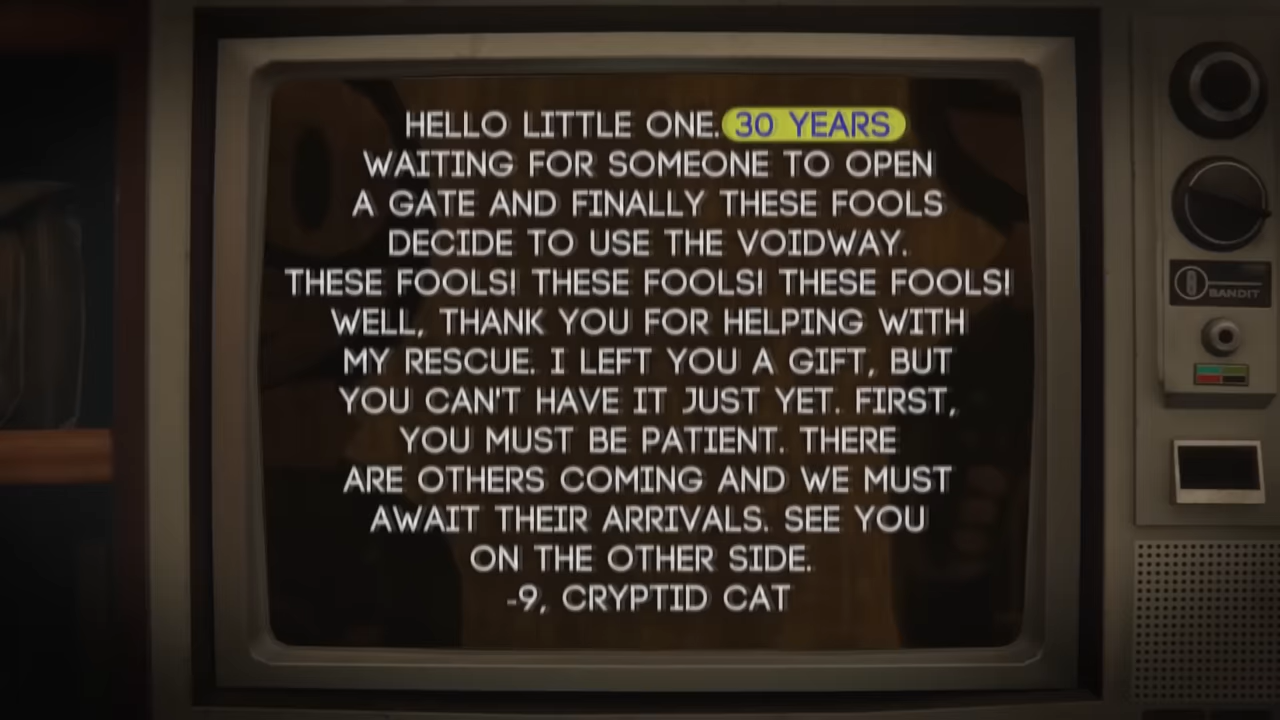 HELLO LITTLE ONE. 30 YEARS
WAITING FOR SOMEONE TO OPEN
A GATE AND FINALLY THESE FOOLS
DECIDE TO USE THE VOIDWAY.
THESE FOOLS! THESE FOOLS! THESE FOOLS!
WELL, THANK YOU FOR HELPING WITH
MY RESCUE. I LEFT YOU A GIFT, BUT
YOU CAN'T HAVE IT JUST YET. FIRST,
YOU MUST BE PATIENT. THERE
ARE OTHERS COMING AND WE MUST
AWAIT THEIR ARRIVALS. SEE YOU
ON THE OTHER SIDE.
-9, CRYPTID CAT
BANDIT